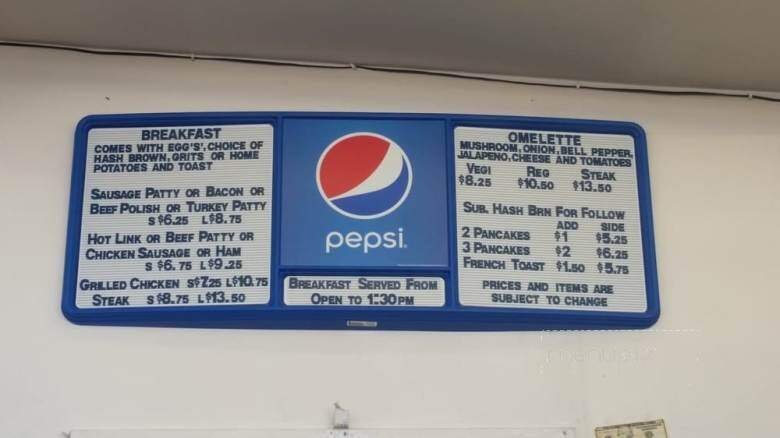 BREAKFAST
COMES WITH EGG'S', CHOICE OF
HASH BROWN, GRITS OR HOME
POTATOES AND TOAST
SAUSAGE PATTY OR BACON OR
BEEF POLISH OR TURKEY PATTY
S $6.25 L$8.75
HOT LINK OR BEEF PATTY OR
CHICKEN SAUSAGE OR HAM
S $6.75 L$9.25
GRILLED CHICKEN S$7.25 L$10.75
STEAK S $8.75 L$13.50
pepsi
BREAKFAST SERVED FROM
OPEN TO 1:30 PM
OMELETTE
MUSHROOM, ONION, BELL PEPPER,
JALAPENO, CHEESE AND TOMATOES
VEGI REG STEAK
$8.25 $10.50 $13.50
SUB. HASH BRN FOR FOLLOW
ADD SIDE
2 PANCAKES $1 $5.25
3 PANCAKES $2 $6.25
FRENCH TOAST $1.50 $5.75
PRICES AND ITEMS ARE
SUBJECT TO CHANGE